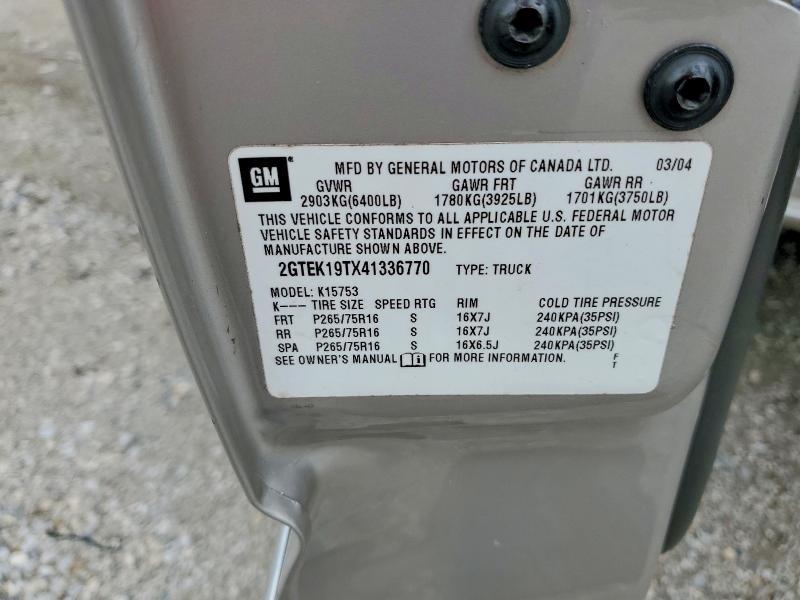 GM MFD BY GENERAL MOTORS OF CANADA LTD. 03/04
GVWR GAWR FRT GAWR RR
2903KG(6400LB) 1780KG(3925LB) 1701KG(3750LB)
THIS VEHICLE CONFORMS TO ALL APPLICABLE U.S. FEDERAL MOTOR
VEHICLE SAFETY STANDARDS IN EFFECT ON THE DATE OF
MANUFACTURE SHOWN ABOVE.
2GTEK19TX41336770 TYPE: TRUCK
MODEL: K15753
K--- TIRE SIZE SPEED RTG RIM COLD TIRE PRESSURE
FRT P265/75R16 S 16X7J 240KPA(35PSI)
RR P265/75R16 S 16X7J 240KPA(35PSI)
SPA P265/75R16 S 16X6.5J 240KPA(35PSI)
SEE OWNER'S MANUAL FOR MORE INFORMATION. F
T